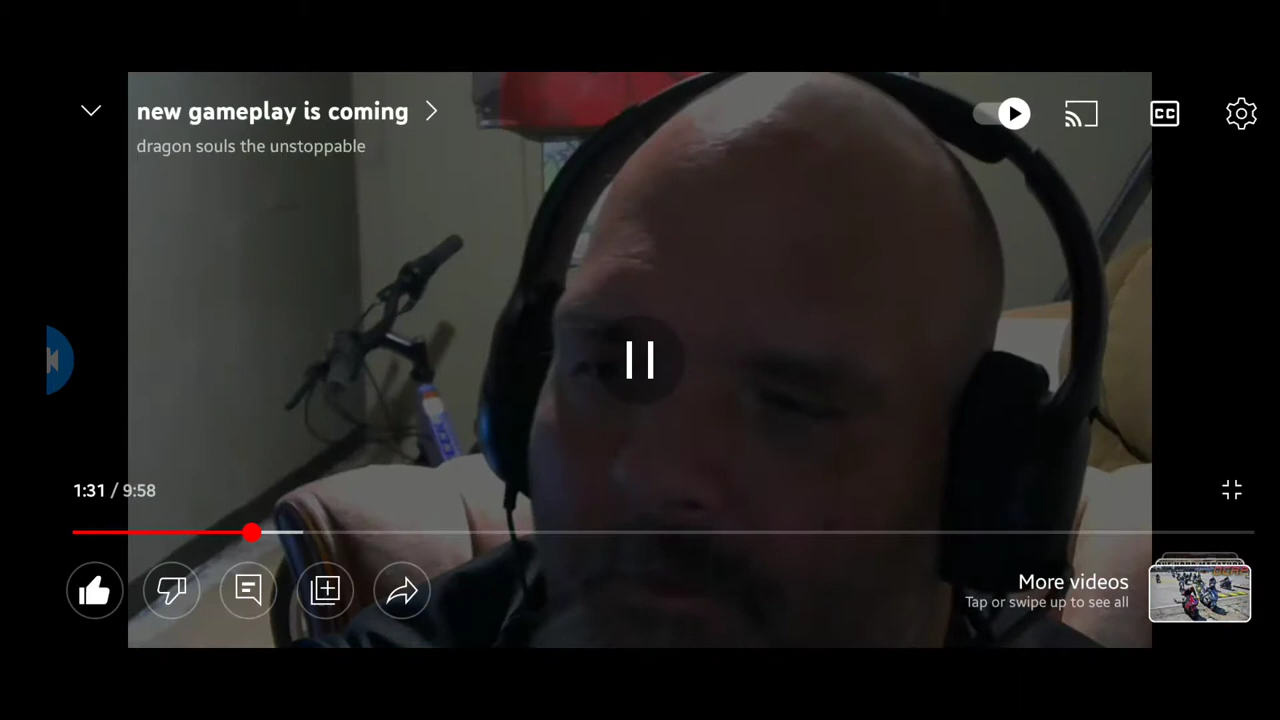 new gameplay is coming
dragon souls the unstoppable
CC
1:31 / 9:58
More videos
Tap or swipe up to see all